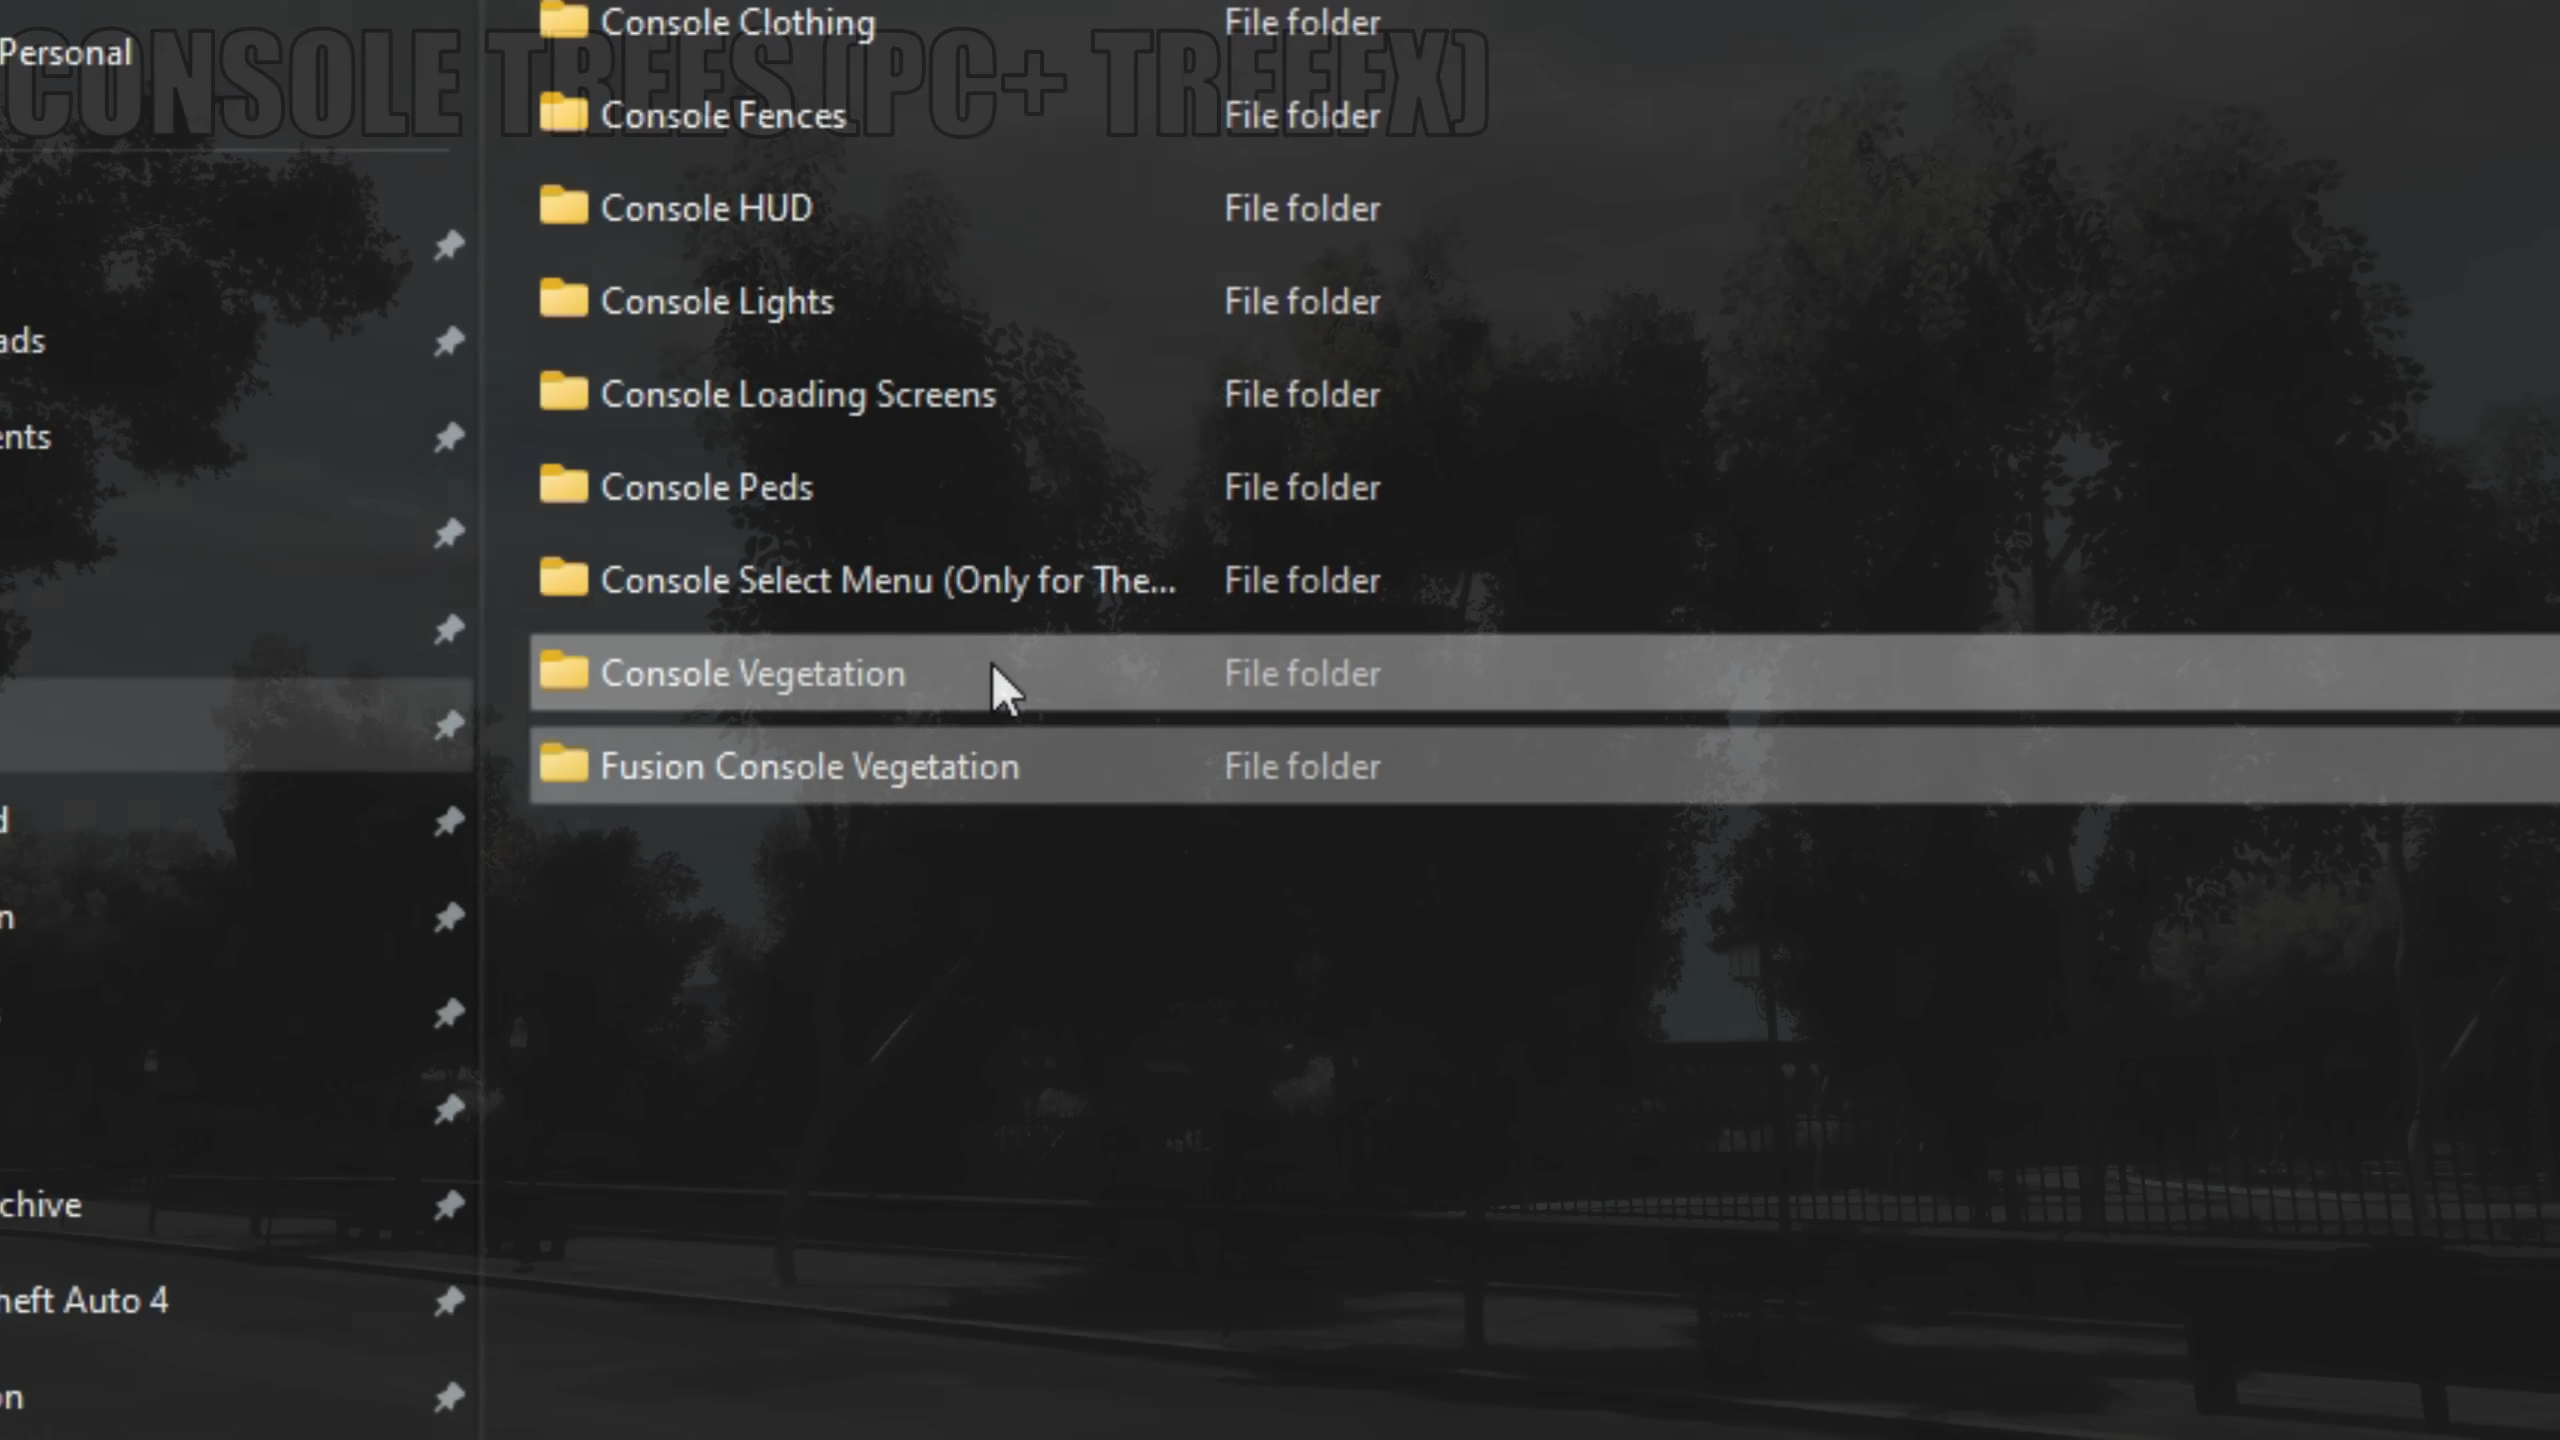 CONSOLE TREES (PC+ TREEFX)
Personal
ads
ents
d
n
s
chive
heft Auto 4
on
Console Clothing File folder
Console Fences File folder
Console HUD File folder
Console Lights File folder
Console Loading Screens File folder
Console Peds File folder
Console Select Menu (Only for The... File folder
Console Vegetation File folder
Fusion Console Vegetation File folder